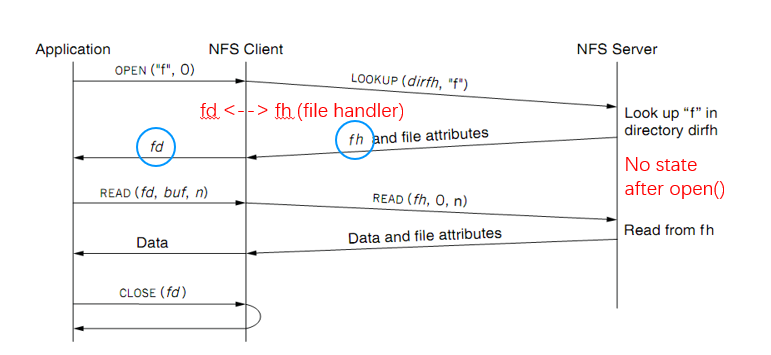 Application
NFS Client
NFS Server
OPEN ("f", 0)
LOOKUP (dirfh, "f")
fd <--> fh (file handler)
Look up "f" in
directory dirfh
fh and file attributes
fd
No state
after open()
READ (fd, buf, n)
READ (fh, 0, n)
Read from fh
Data
Data and file attributes
CLOSE (fd)